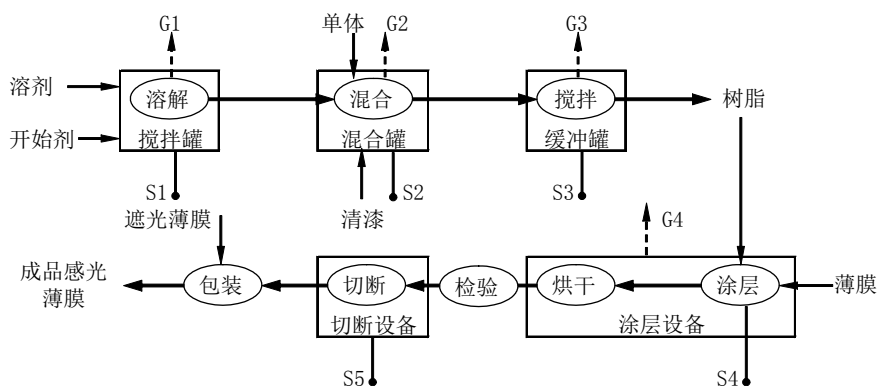 G1
单体
G2
G3
溶剂
溶解
混合
搅拌
树脂
开始剂
搅拌罐
混合罐
缓冲罐
S1
S2
S3
遮光薄膜
清漆
G4
成品感光
薄膜
包装
切断
检验
烘干
涂层
薄膜
切断设备
涂层设备
S5
S4